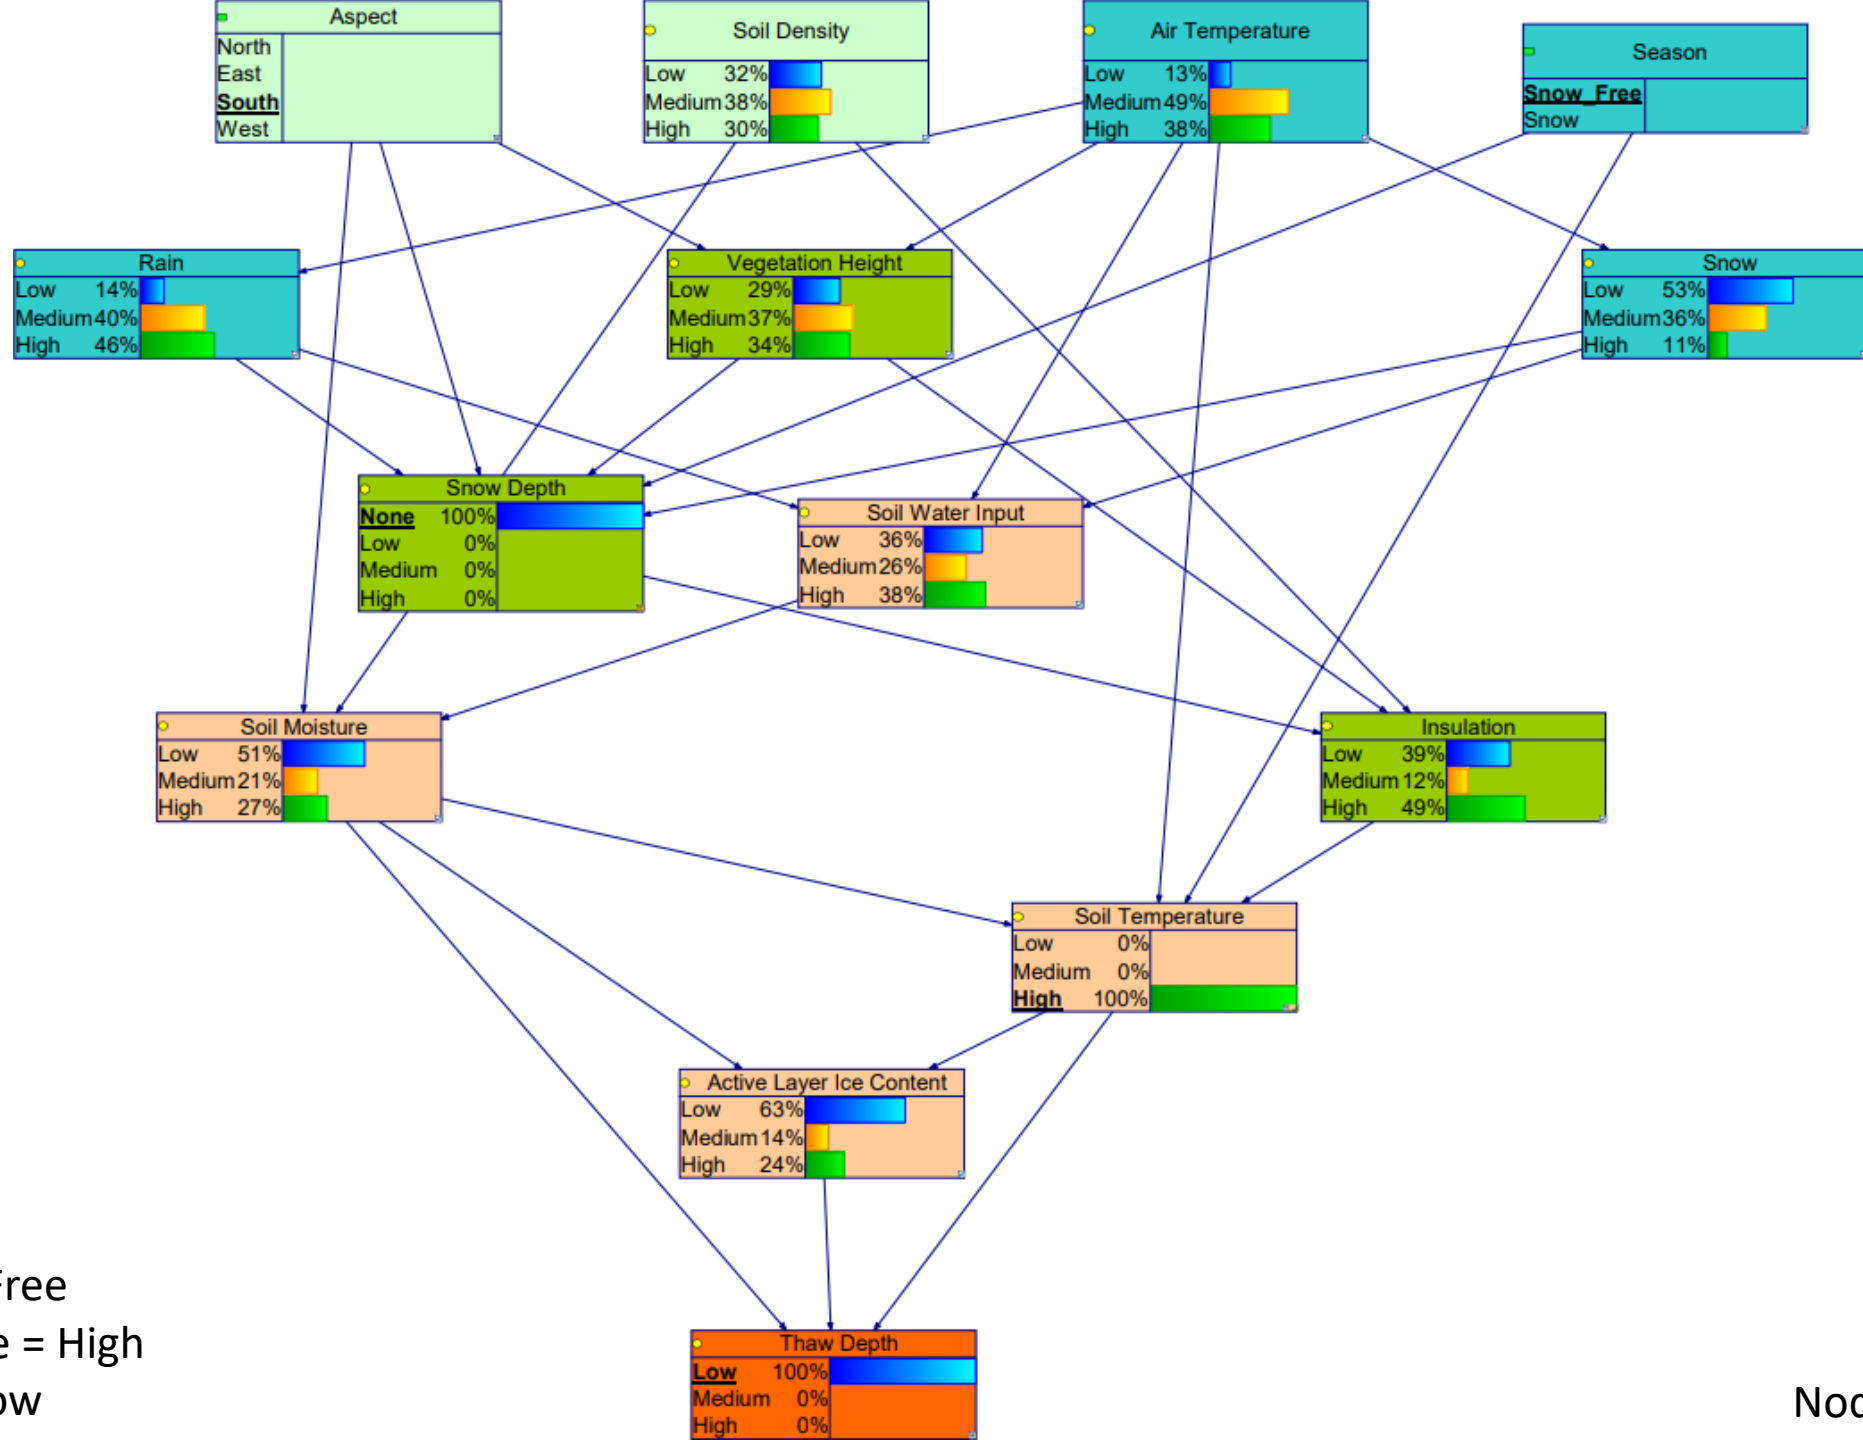 Aspect
North
East
South
West
Soil Density
Low 32%
Medium 38%
High 30%
Air Temperature
Low 13%
Medium 49%
High 38%
Season
Snow_Free
Snow
Rain
Low 14%
Medium 40%
High 46%
Vegetation Height
Low 29%
Medium 37%
High 34%
Snow
Low 53%
Medium 36%
High 11%
Snow Depth
None 100%
Low 0%
Medium 0%
High 0%
Soil Water Input
Low 36%
Medium 26%
High 38%
Soil Moisture
Low 51%
Medium 21%
High 27%
Insulation
Low 39%
Medium 12%
High 49%
Soil Temperature
Low 0%
Medium 0%
High 100%
Active Layer Ice Content
Low 63%
Medium 14%
High 24%
Thaw Depth
Low 100%
Medium 0%
High 0%
Free
e = High
ow
Nod